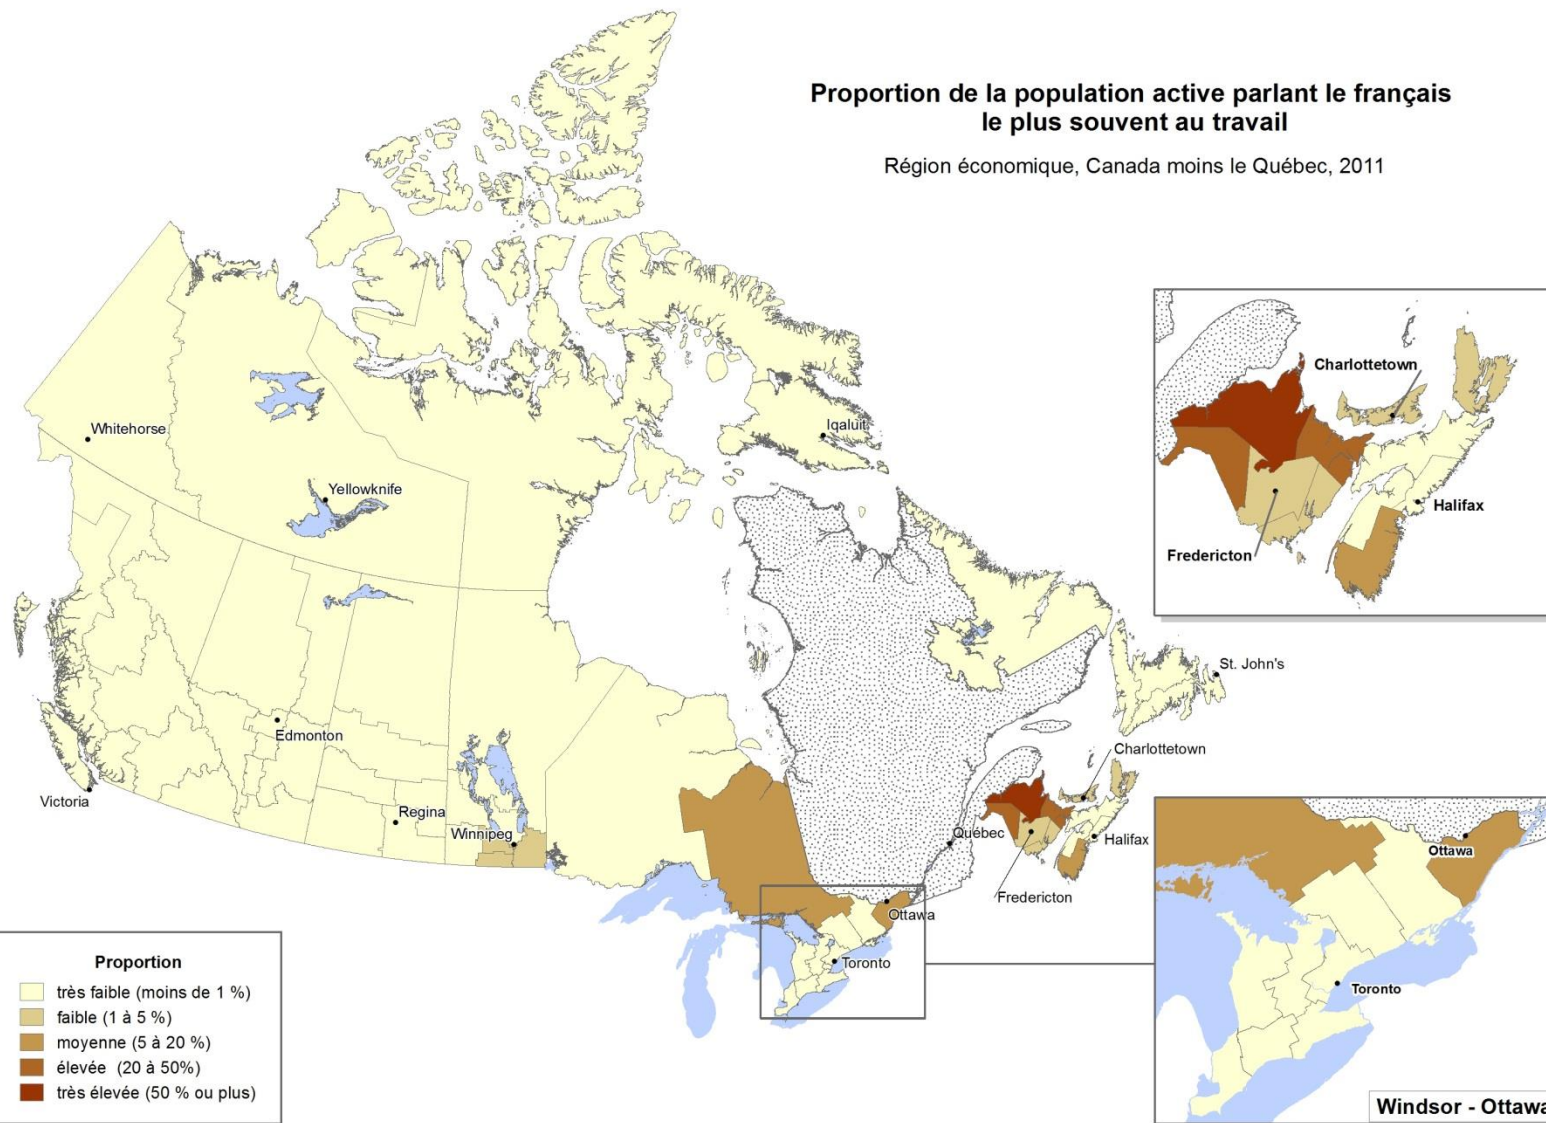 Proportion de la population active parlant le français
le plus souvent au travail
Région économique, Canada moins le Québec, 2011
Charlottetown
Halifax
Fredericton
Whitehorse
Iqaluit
Yellowknife
St. John's
Edmonton
Charlottetown
Victoria
Regina
Winnipeg
Québec
Halifax
Fredericton
Ottawa
Toronto
Ottawa
Toronto
Windsor - Ottawa
Proportion
très faible (moins de 1 %)
faible (1 à 5 %)
moyenne (5 à 20 %)
élevée (20 à 50%)
très élevée (50 % ou plus)